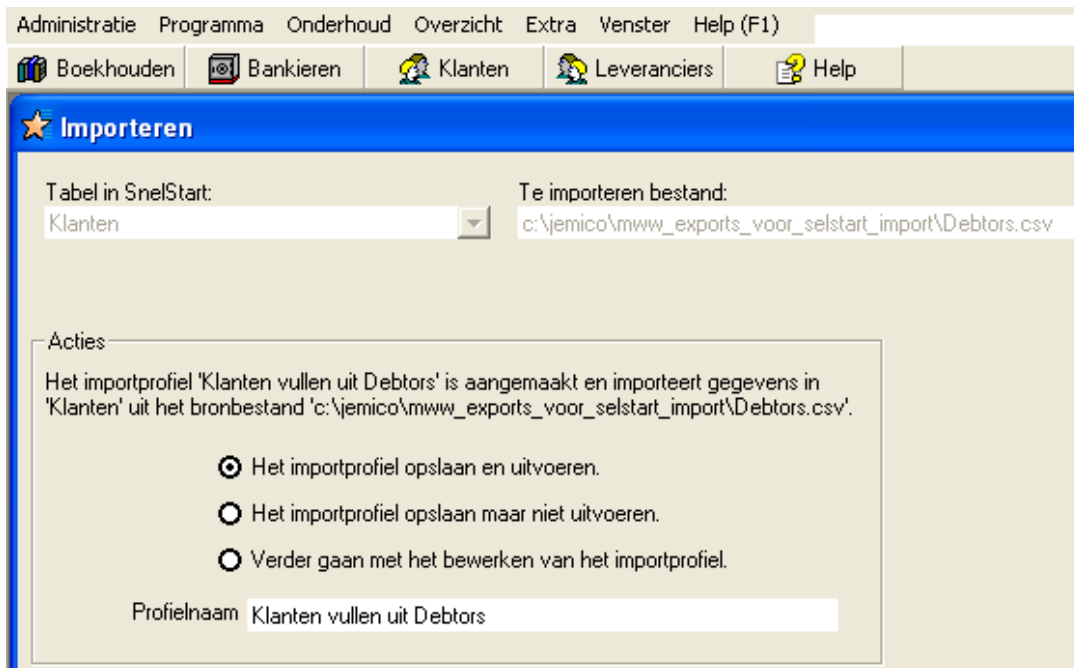 Administratie Programma Onderhoud Overzicht Extra Venster Help (F1)
Boekhouden Bankieren Klanten Leveranciers Help
Importeren
Tabel in SnelStart: Te importeren bestand:
Klanten c:\jemico\mww_exports_voor_selstart_import\Debtors.csv
Acties
Het importprofiel 'Klanten vullen uit Debtors' is aangemaakt en importeert gegevens in
'Klanten' uit het bronbestand 'c:\jemico\mww_exports_voor_selstart_import\Debtors.csv'.
Het importprofiel opslaan en uitvoeren.
Het importprofiel opslaan maar niet uitvoeren.
Verder gaan met het bewerken van het importprofiel.
Profielnaam Klanten vullen uit Debtors